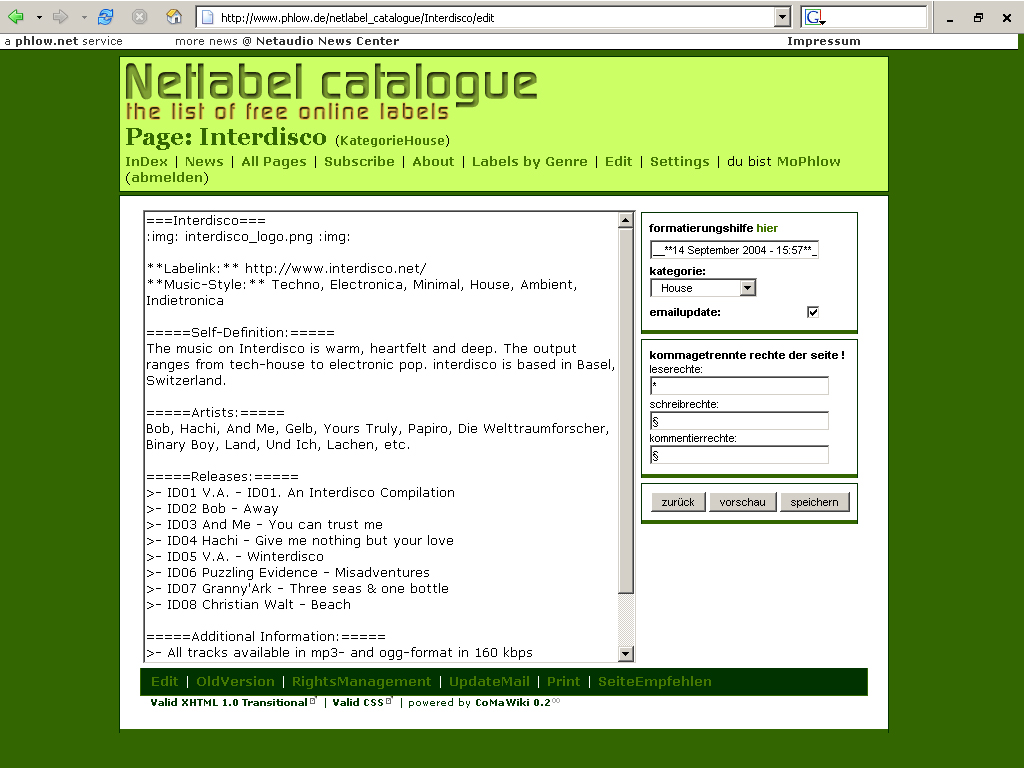 http://www.phlow.de/netlabel_catalogue/Interdisco/edit
a phlow.net service more news @ Netaudio News Center Impressum
Netlabel catalogue
the list of free online labels
Page: Interdisco (KategorieHouse)
InDex | News | All Pages | Subscribe | About | Labels by Genre | Edit | Settings | du bist MoPhlow
(abmelden)
===Interdisco===
:img: interdisco_logo.png :img:
**Labelink:** http://www.interdisco.net/
**Music-Style:** Techno, Electronica, Minimal, House, Ambient,
Indietronica
=====Self-Definition:=====
The music on Interdisco is warm, heartfelt and deep. The output
ranges from tech-house to electronic pop. interdisco is based in Basel,
Switzerland.
=====Artists:=====
Bob, Hachi, And Me, Gelb, Yours Truly, Papiro, Die Welttraumforscher,
Binary Boy, Land, Und Ich, Lachen, etc.
=====Releases:=====
>- ID01 V.A. - ID01. An Interdisco Compilation
>- ID02 Bob - Away
>- ID03 And Me - You can trust me
>- ID04 Hachi - Give me nothing but your love
>- ID05 V.A. - Winterdisco
>- ID06 Puzzling Evidence - Misadventures
>- ID07 Granny'Ark - Three seas & one bottle
>- ID08 Christian Walt - Beach
=====Additional Information:=====
>- All tracks available in mp3- and ogg-format in 160 kbps
formatierungshilfe hier
__**14 September 2004 - 15:57**_
kategorie:
House
emailupdate:
kommagetrennte rechte der seite !
leserechte:
*
schreibrechte:
§
kommentierrechte:
§
zurück vorschau speichern
Edit | OldVersion | RightsManagement | UpdateMail | Print | SeiteEmpfehlen
Valid XHTML 1.0 Transitional | Valid CSS | powered by CoMaWiki 0.2